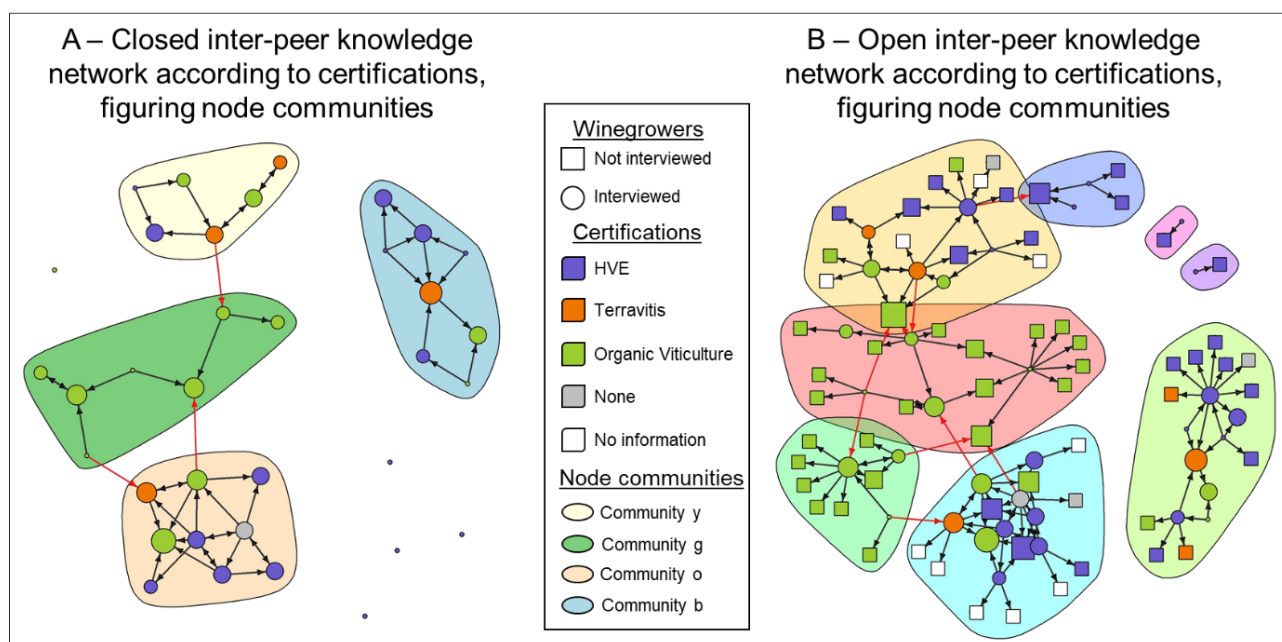 A – Closed inter-peer knowledge
network according to certifications,
figuring node communities
B – Open inter-peer knowledge
network according to certifications,
figuring node communities
Winegrowers
Not interviewed
Interviewed
Certifications
HVE
Terravitis
Organic Viticulture
None
No information
Node communities
Community y
Community g
Community o
Community b